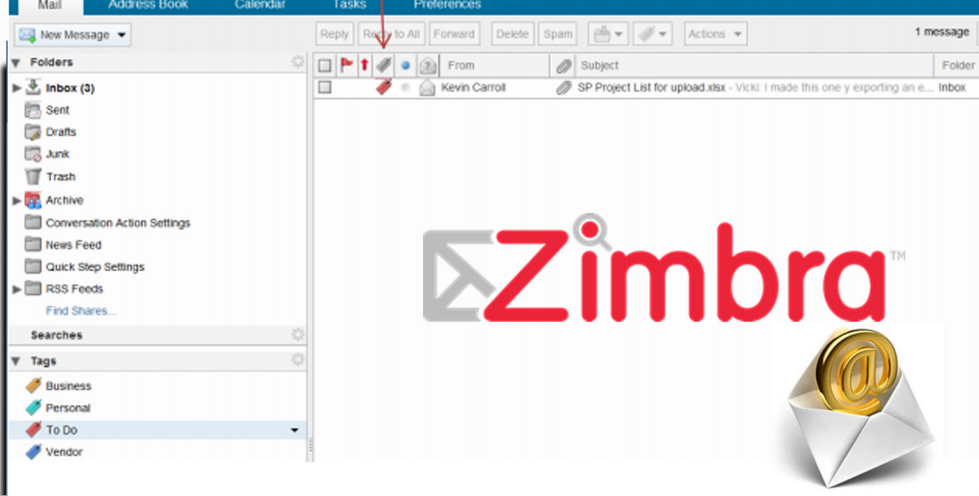 Mail Address Book Calendar Tasks Preferences
New Message
Reply Reply to All Forward Delete Spam Actions 1 message
Folders
From Subject Folder
Inbox (3)
Kevin Carroll SP Project List for upload.xlsx - Vicki: I made this one y exporting an e... Inbox
Sent
Drafts
Junk
Trash
Archive
Conversation Action Settings
News Feed
Quick Step Settings
RSS Feeds
Find Shares...
Zimbra™
Searches
Tags
Business
Personal
To Do
Vendor
@